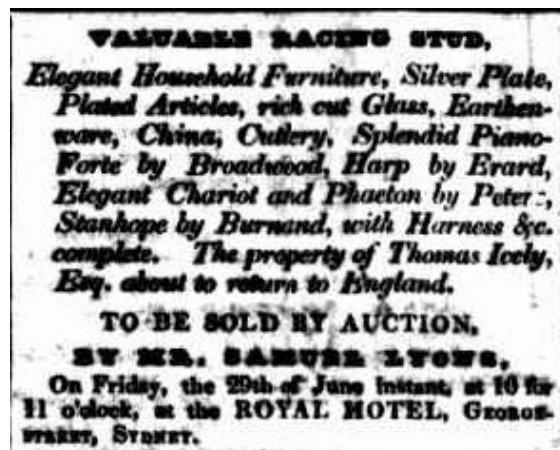 VALUABLE RACING STUD,
Elegant Household Furniture, Silver Plate,
Plated Articles, rich cut Glass, Earthen-
ware, China, Cutlery, Splendid Piano-
Forte by Broadwood, Harp by Erard,
Elegant Chariot and Phaeton by Peters,
Stanhope by Burnand, with Harness &c.
complete. The property of Thomas Icely,
Esq. about to return to England.
TO BE SOLD BY AUCTION,
BY MR. SAMUEL LYONS,
On Friday, the 29th of June instant, at 10 for
11 o'clock, at the ROYAL HOTEL, GEORGE-
STREET, SYDNEY.